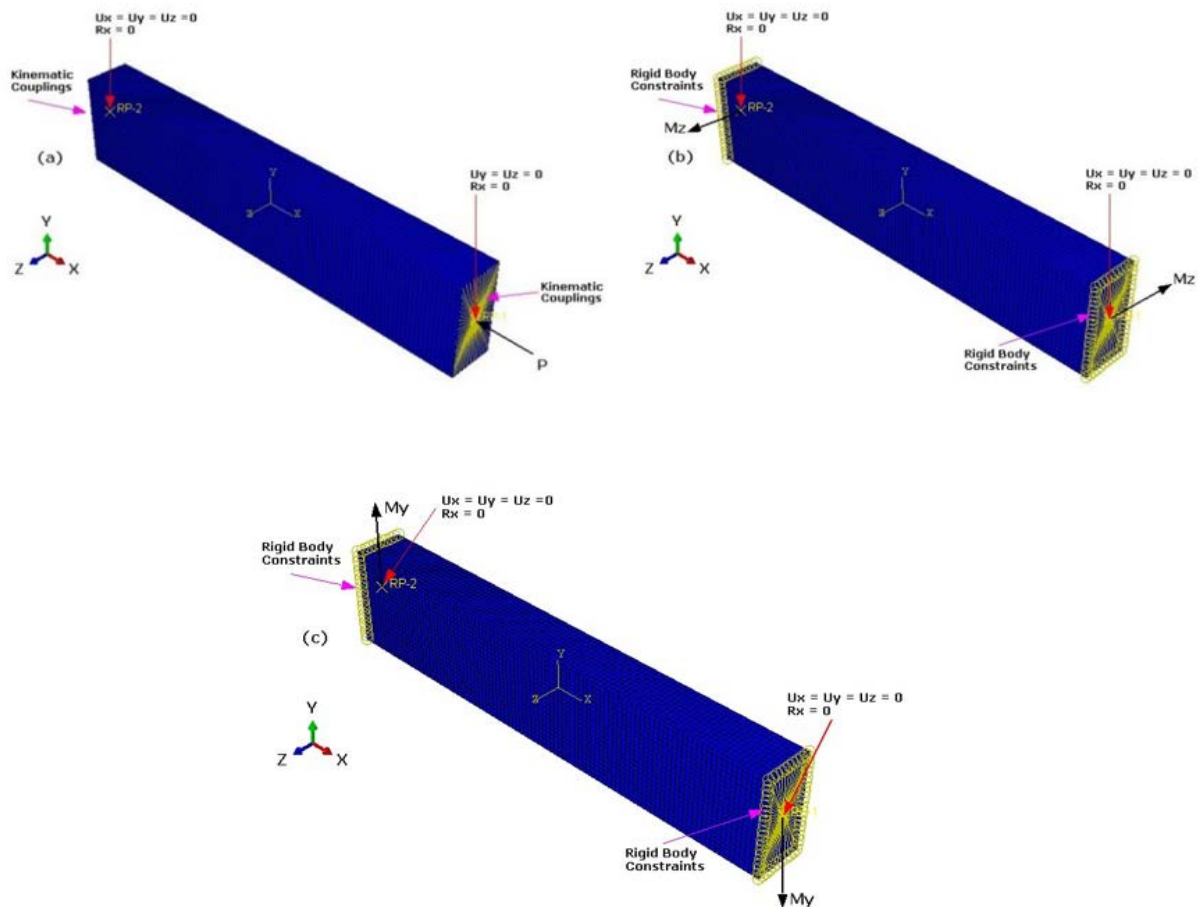 Ux = Uy = Uz =0
Rx = 0
Kinematic
Couplings
RP-2
(a)
Y
Z
X
Uy = Uz = 0
Rx = 0
Y
Z
X
Kinematic
Couplings
P
Ux = Uy = Uz =0
Rx = 0
Rigid Body
Constraints
RP-2
Mz
(b)
Y
Z
X
Ux = Uy = Uz = 0
Rx = 0
Y
Z
X
Mz
1
Rigid Body
Constraints
My
Ux = Uy = Uz =0
Rx = 0
Rigid Body
Constraints
RP-2
(c)
Y
Z
X
Ux = Uy = Uz = 0
Rx = 0
Y
Z
X
1
Rigid Body
Constraints
My